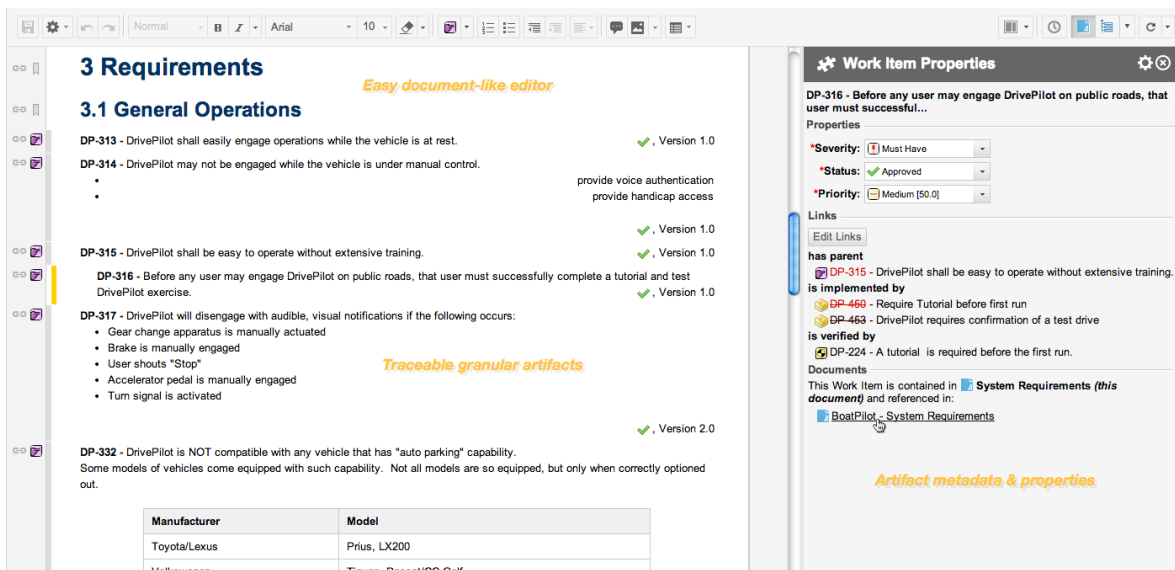 Normal
B I Arial 10
3 Requirements
Easy document-like editor
3.1 General Operations
DP-313 - DrivePilot shall easily engage operations while the vehicle is at rest. , Version 1.0
DP-314 - DrivePilot may not be engaged while the vehicle is under manual control.
• provide voice authentication
• provide handicap access
, Version 1.0
DP-315 - DrivePilot shall be easy to operate without extensive training. , Version 1.0
DP-316 - Before any user may engage DrivePilot on public roads, that user must successfully complete a tutorial and test
DrivePilot exercise. , Version 1.0
DP-317 - DrivePilot will disengage with audible, visual notifications if the following occurs:
• Gear change apparatus is manually actuated
• Brake is manually engaged
• User shouts "Stop"
• Accelerator pedal is manually engaged
• Turn signal is activated
Traceable granular artifacts
, Version 2.0
DP-332 - DrivePilot is NOT compatible with any vehicle that has "auto parking" capability.
Some models of vehicles come equipped with such capability. Not all models are so equipped, but only when correctly optioned
out.
Manufacturer Model
Toyota/Lexus Prius, LX200
Work Item Properties
DP-316 - Before any user may engage DrivePilot on public roads, that
user must successful...
Properties
*Severity: Must Have
*Status: Approved
*Priority: Medium [50.0]
Links
Edit Links
has parent
DP-315 - DrivePilot shall be easy to operate without extensive training.
is implemented by
DP-460 - Require Tutorial before first run
DP-463 - DrivePilot requires confirmation of a test drive
is verified by
DP-224 - A tutorial is required before the first run.
Documents
This Work Item is contained in System Requirements (this
document) and referenced in:
BoatPilot - System Requirements
Artifact metadata & properties